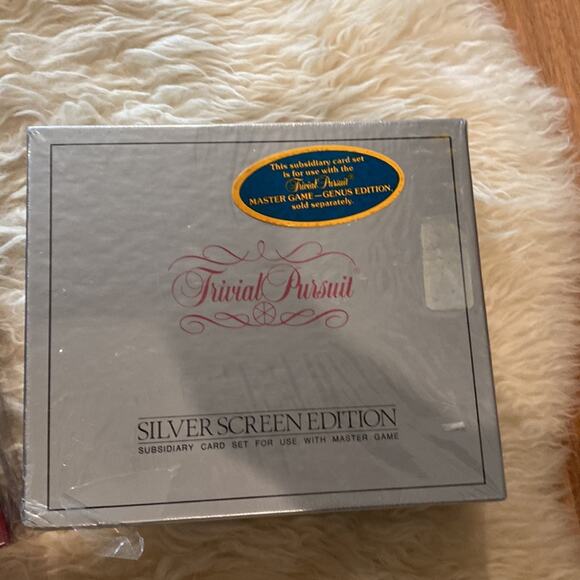 This subsidiary card set
is for use with the
Trivial Pursuit®
MASTER GAME—GENUS EDITION,
sold separately.
Trivial Pursuit®
SILVER SCREEN EDITION
SUBSIDIARY CARD SET FOR USE WITH MASTER GAME